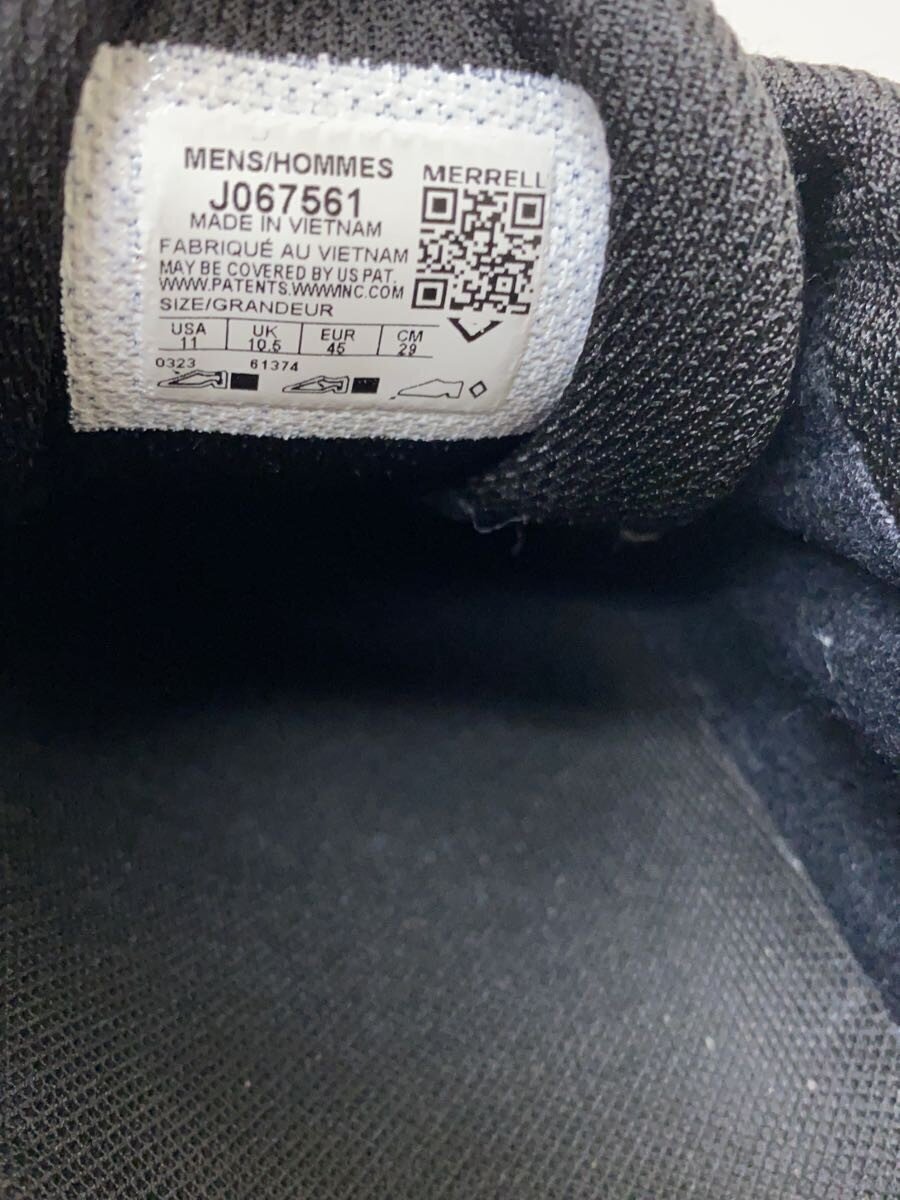 MENS/HOMMES
J067561
MADE IN VIETNAM
FABRIQUÉ AU VIETNAM
MAY BE COVERED BY US PAT.
WWW.PATENTS.WWWINC.COM
SIZE/GRANDEUR
USA UK EUR CM
11 10.5 45 29
0323 61374
MERRELL